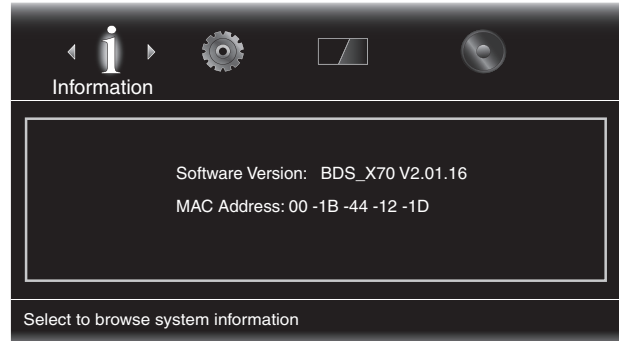 Information
Software Version: BDS_X70 V2.01.16
MAC Address: 00 -1B -44 -12 -1D
Select to browse system information